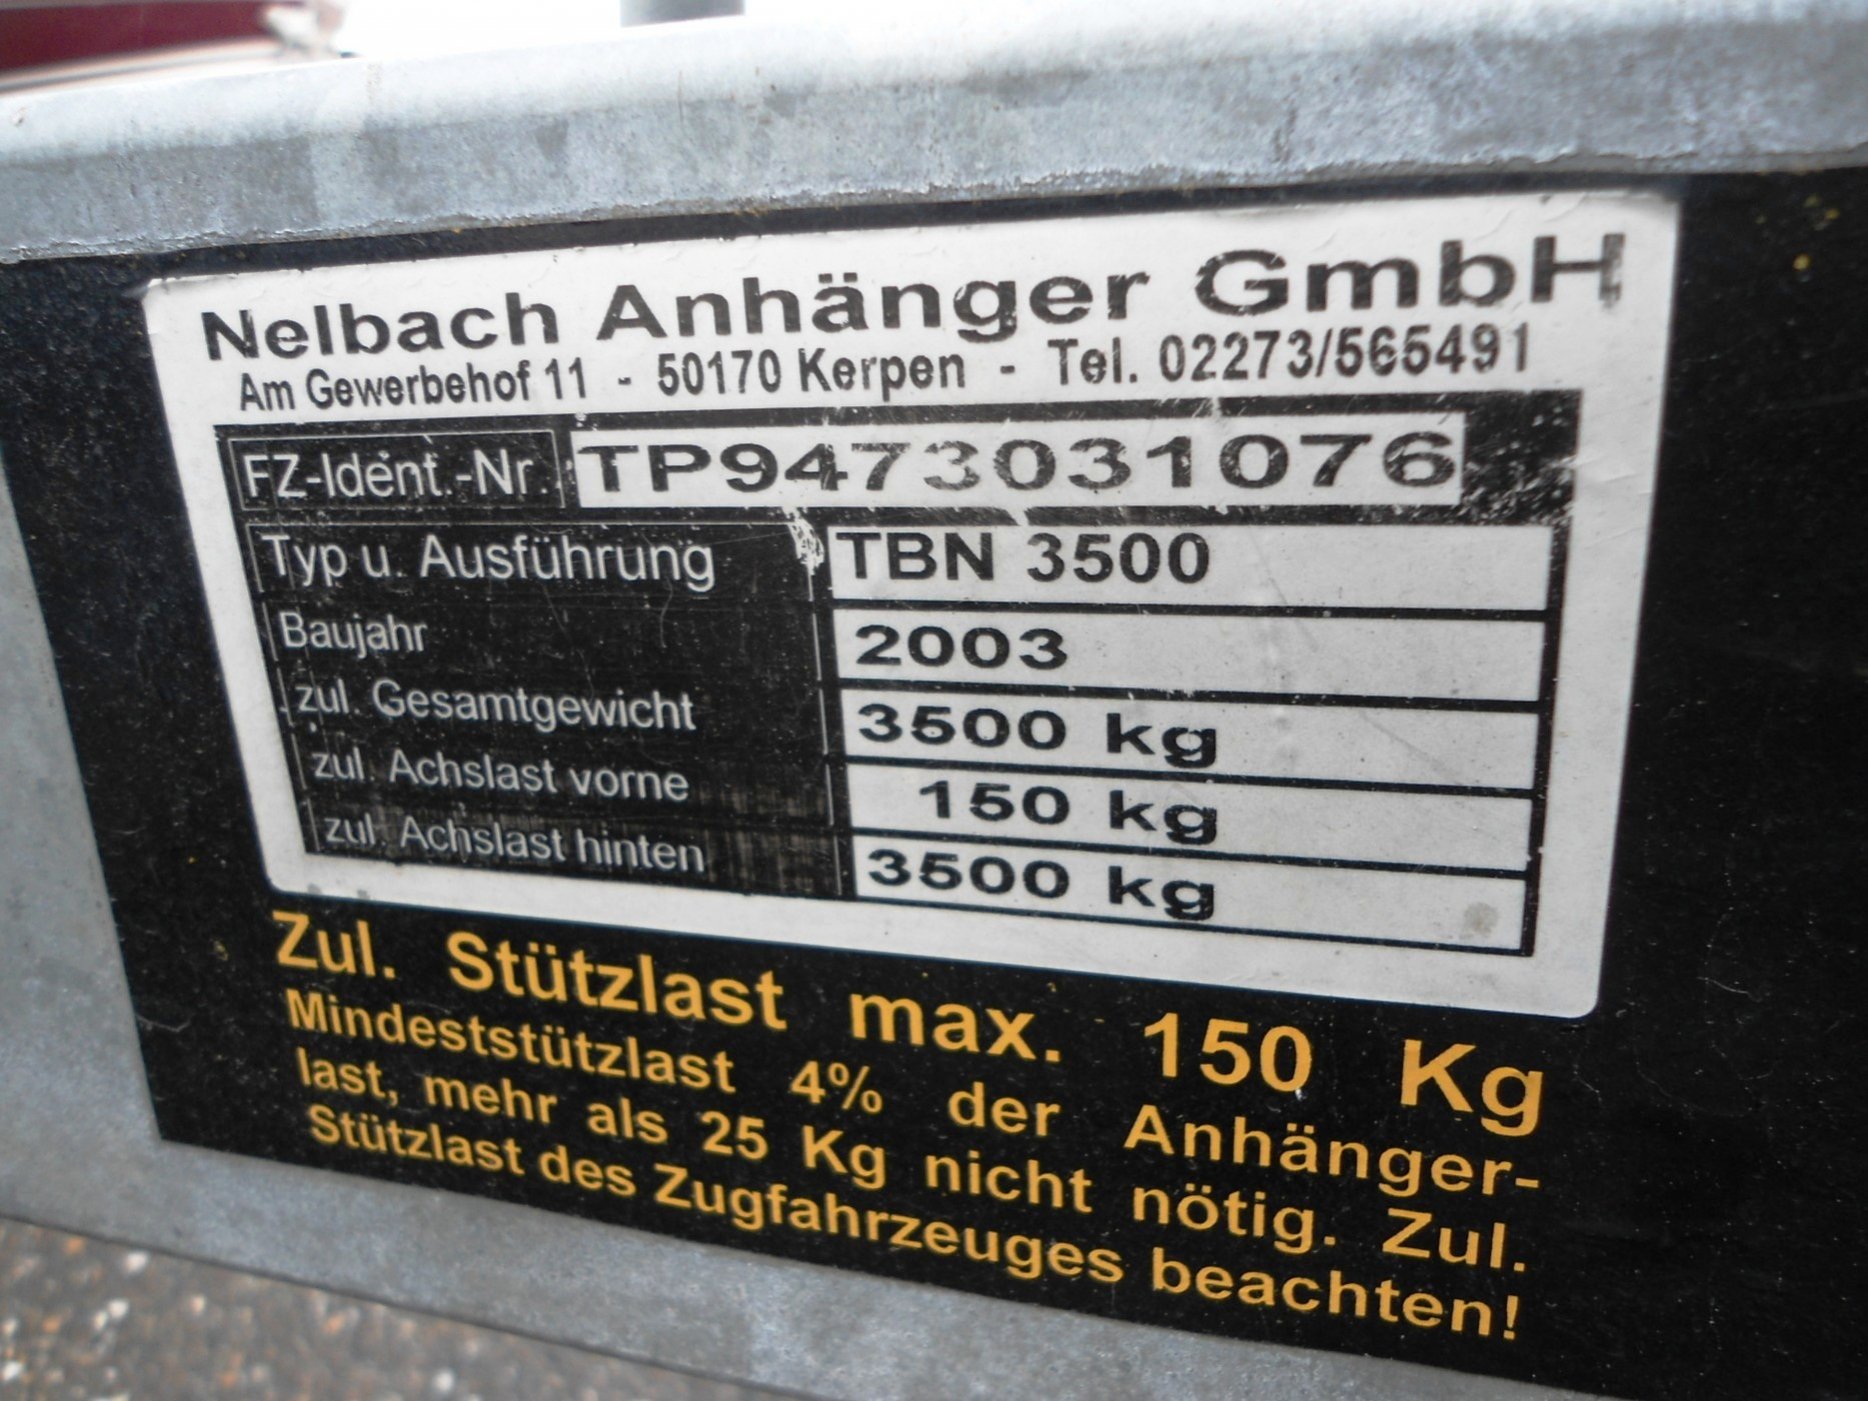 Nelbach Anhänger GmbH
Am Gewerbehof 11 - 50170 Kerpen - Tel. 02273/565491
FZ-Ident.-Nr. TP9473031076
Typ u. Ausführung TBN 3500
Baujahr 2003
zul. Gesamtgewicht 3500 kg
zul. Achslast vorne 150 kg
zul. Achslast hinten 3500 kg
Zul. Stützlast max. 150 Kg
Mindeststützlast 4% der Anhänger-
last, mehr als 25 Kg nicht nötig. Zul.
Stützlast des Zugfahrzeuges beachten!